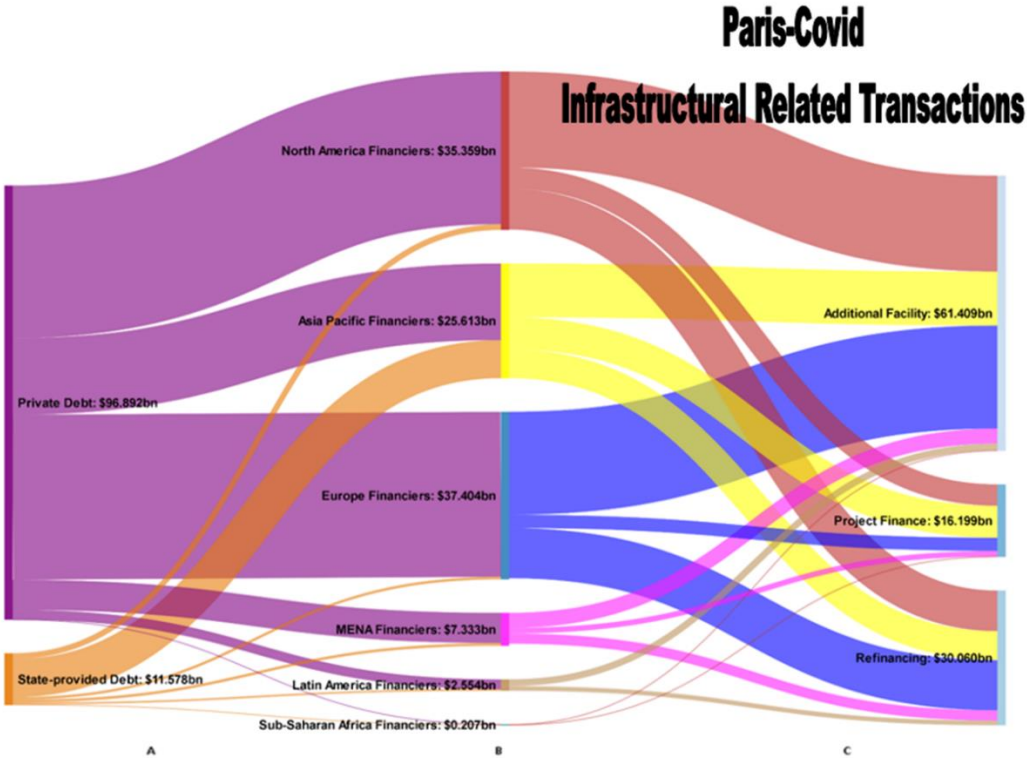 Paris-Covid
Infrastructural Related Transactions
North America Financiers: $35.359bn
Asia Pacific Financiers: $25.613bn
Additional Facility: $61.409bn
Private Debt: $96.892bn
Europe Financiers: $37.404bn
Project Finance: $16.199bn
MENA Financiers: $7.333bn
Refinancing: $30.060bn
State-provided Debt: $11.578bn
Latin America Financiers: $2.554bn
Sub-Saharan Africa Financiers: $0.207bn
A B C